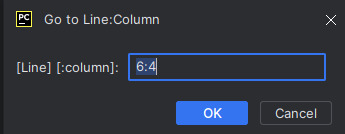 PC
Go to Line:Column
[Line] [:column]: 6:4
OK Cancel